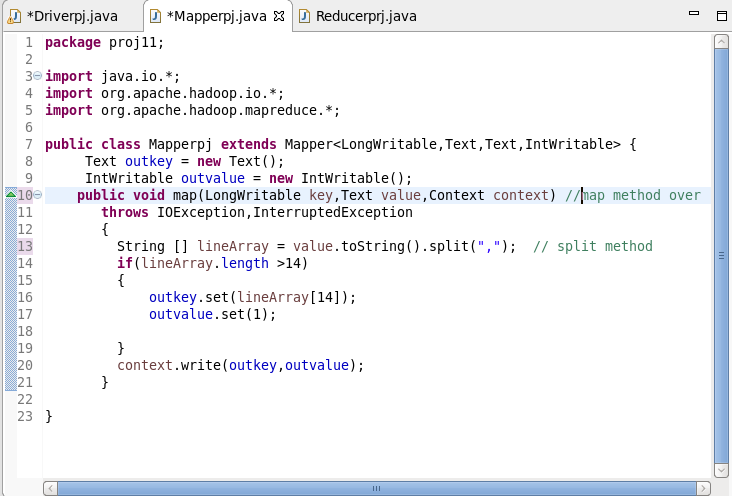 *Driverpj.java *Mapperpj.java Reducerprj.java
1 package proj11;
2
3 import java.io.*;
4 import org.apache.hadoop.io.*;
5 import org.apache.hadoop.mapreduce.*;
6
7 public class Mapperpj extends Mapper<LongWritable,Text,Text,IntWritable> {
8 Text outkey = new Text();
9 IntWritable outvalue = new IntWritable();
10 public void map(LongWritable key,Text value,Context context) //map method over
11 throws IOException,InterruptedException
12 {
13 String [] lineArray = value.toString().split(","); // split method
14 if(lineArray.length >14)
15 {
16 outkey.set(lineArray[14]);
17 outvalue.set(1);
18
19 }
20 context.write(outkey,outvalue);
21 }
22
23 }